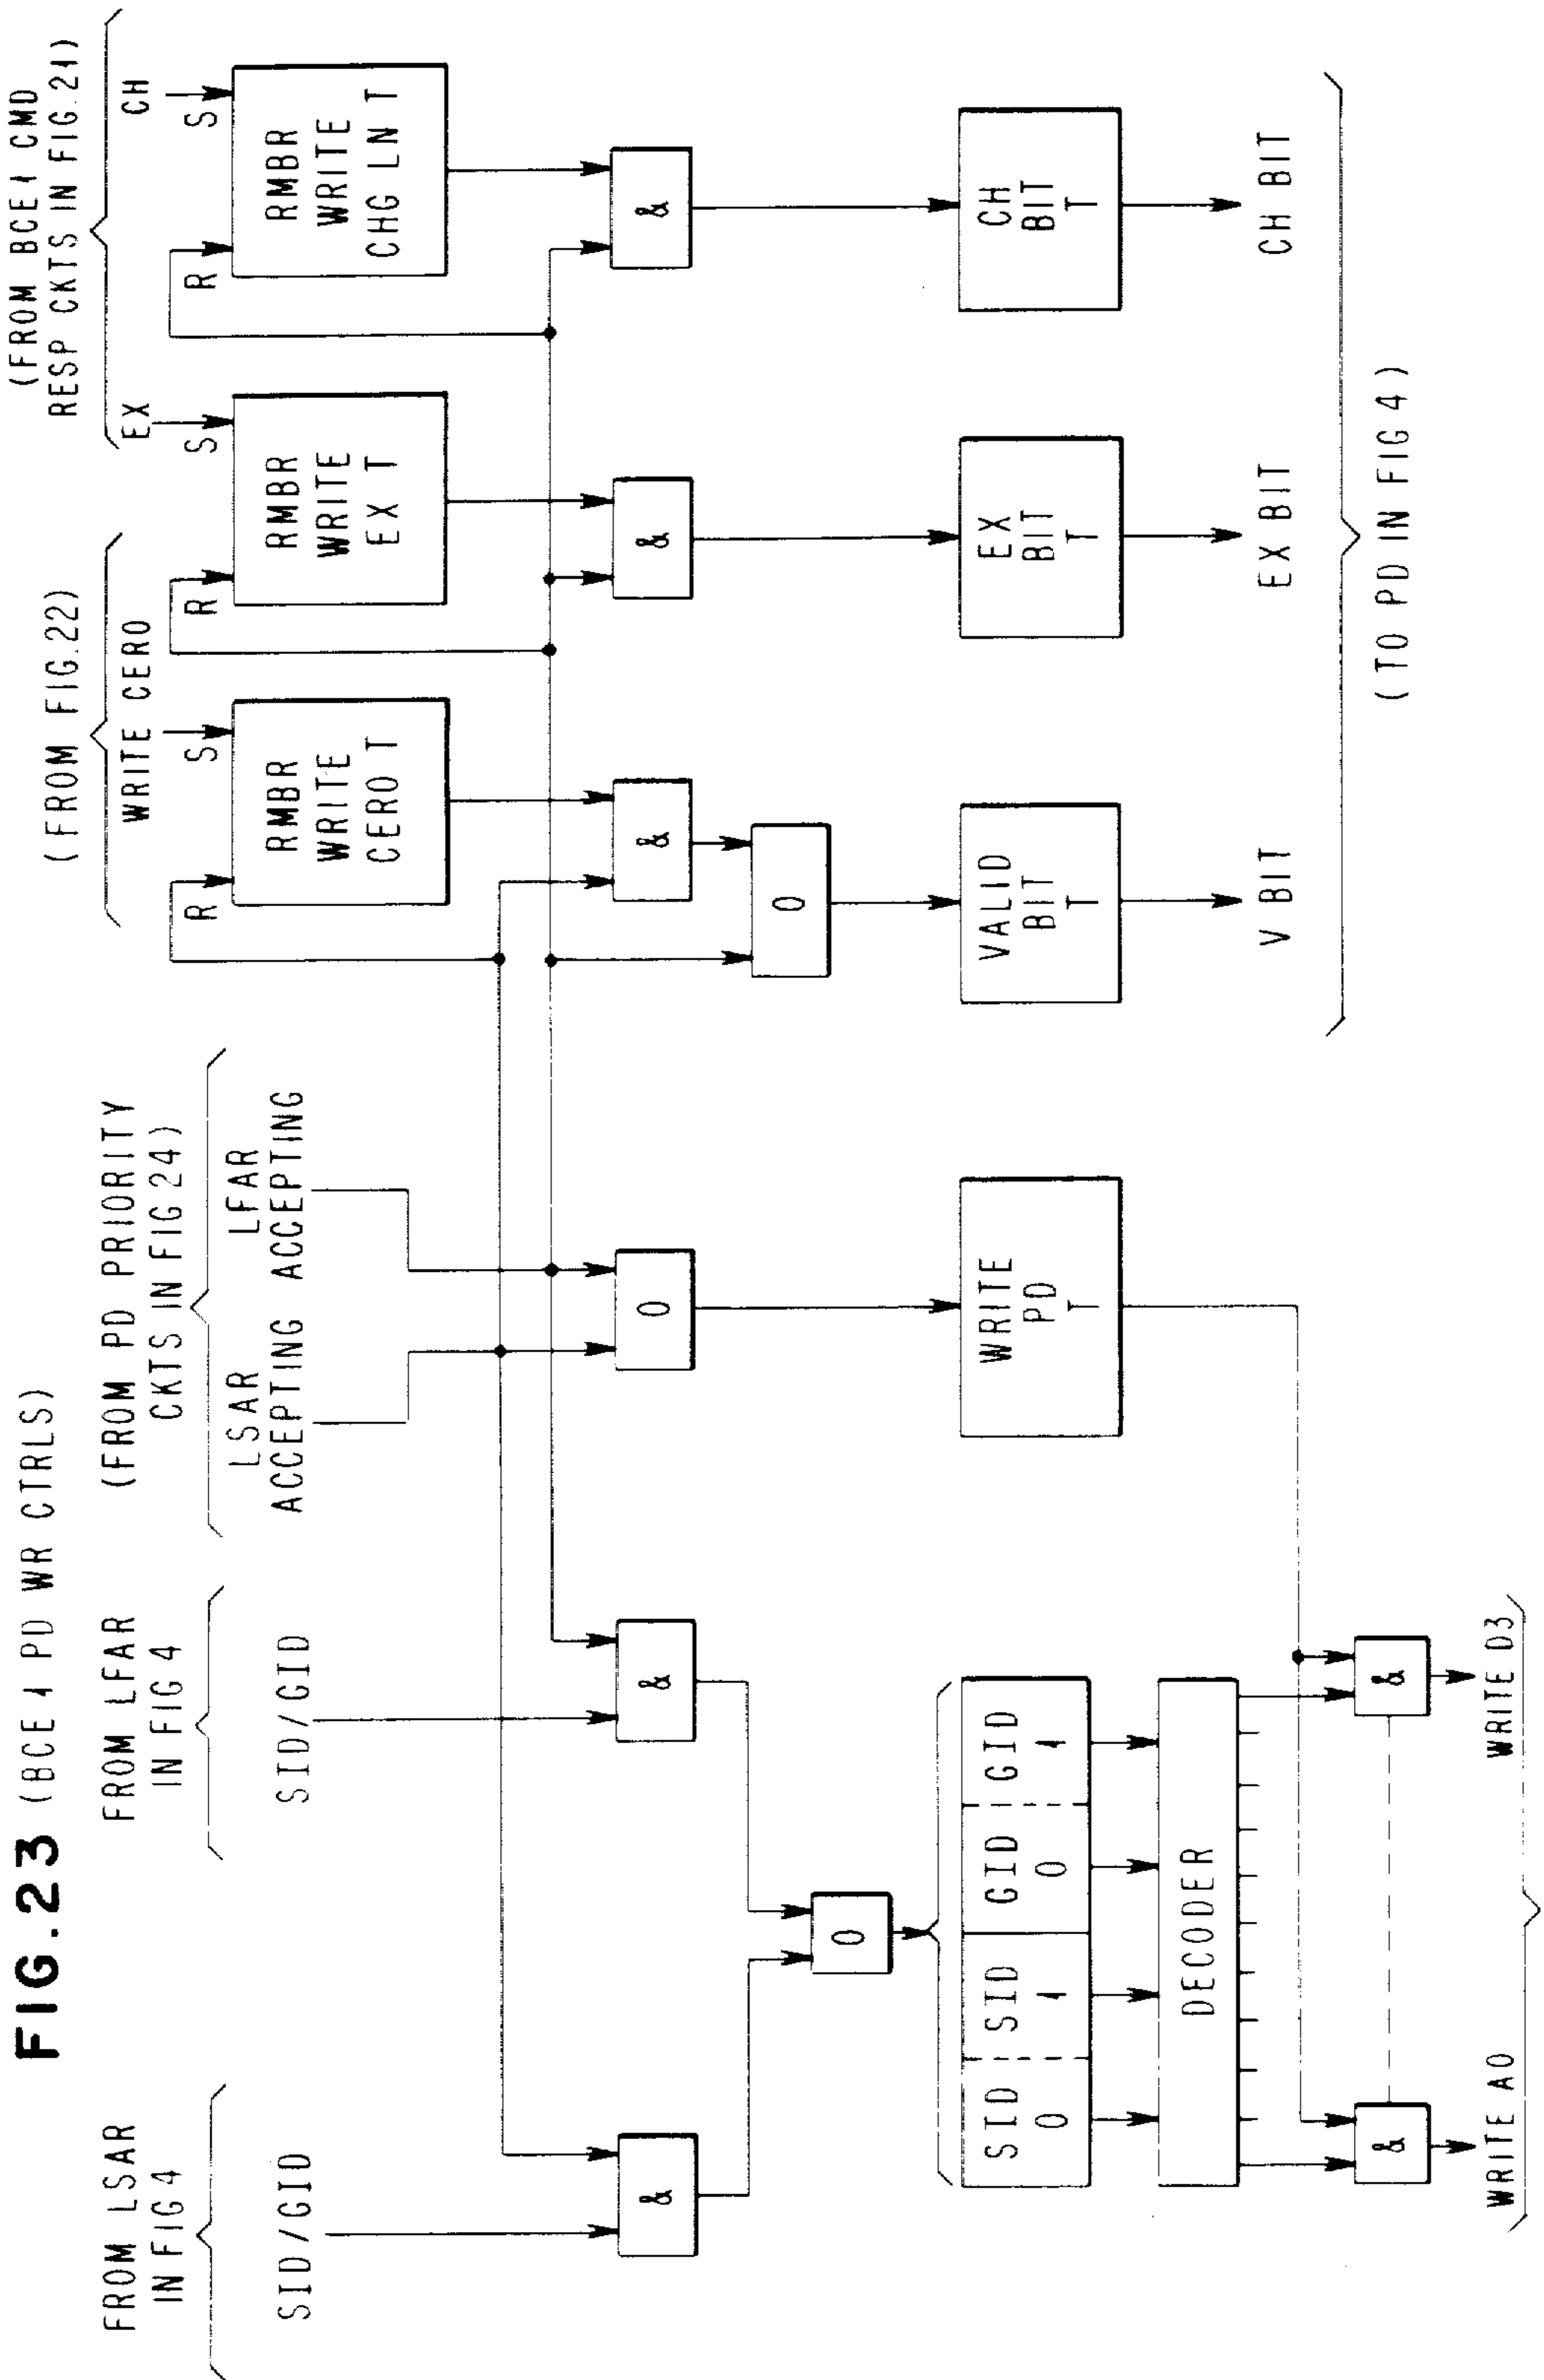 FIG.23 (BCE 1 PD WR CTRLS)
FROM LSAR
IN FIG 4
SID/GID
FROM LFAR
IN FIG 4
SID/GID
(FROM PD PRIORITY
CKTS IN FIG 24)
LSAR
ACCEPTING
LFAR
ACCEPTING
(FROM FIG.22)
WRITE CERO
(FROM BCE1 CMD
RESP CKTS IN FIG.21)
EX
CH
R
S
RMBR
WRITE
CERO T
R
S
RMBR
WRITE
EX T
R
S
RMBR
WRITE
CHG LN T
&
&
O
&
&
&
O
O
SID
0
SID
1
GID
0
GID
1
WRITE
PD
T
VALID
BIT
T
EX
BIT
T
CH
BIT
T
DECODER
V BIT
EX BIT
CH BIT
(TO PD IN FIG 4)
&
&
WRITE A0
WRITE D3